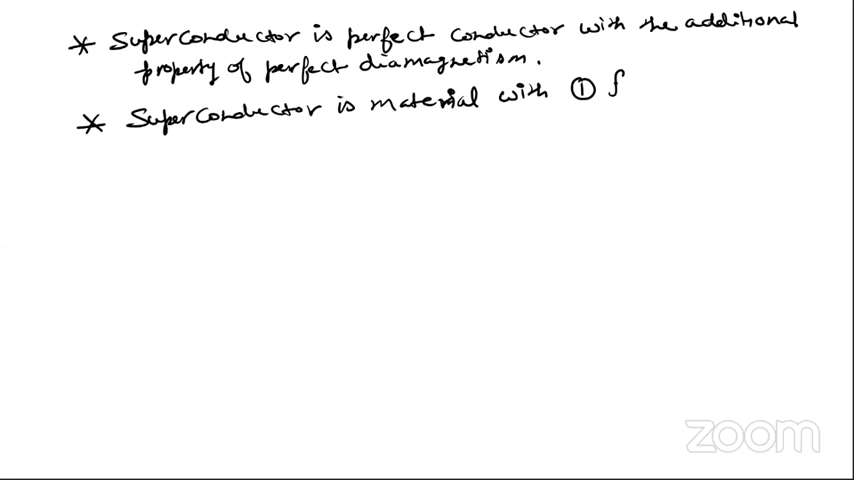 * Superconductor is perfect conductor with the additional
property of perfect diamagnetism.
* Superconductor is material with ① f
zoom